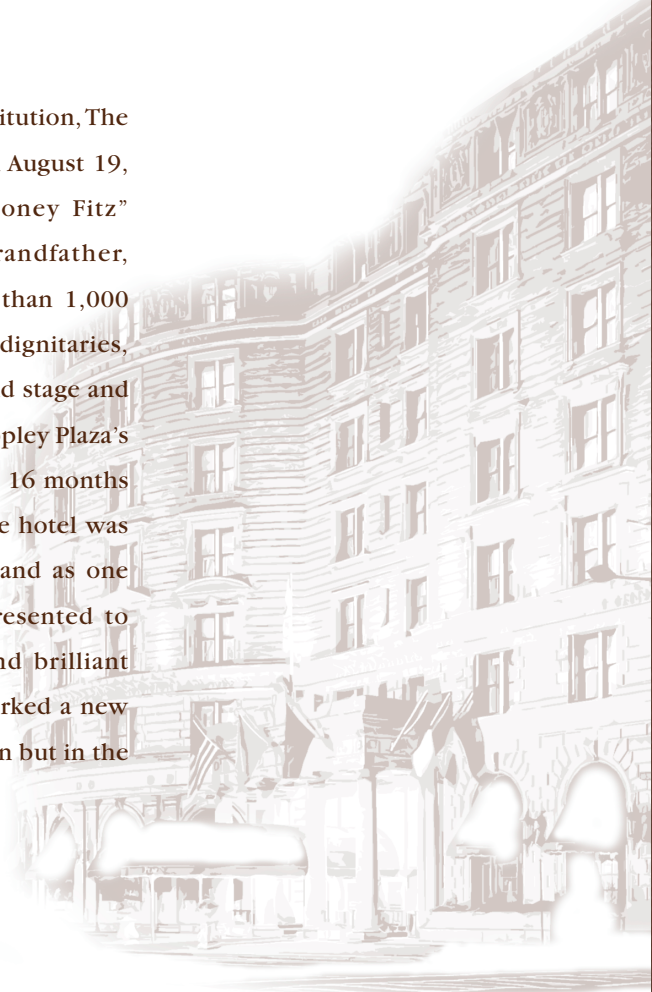 itution, The
August 19,
oney Fitz”
randfather,
than 1,000
dignitaries,
d stage and
pley Plaza’s
16 months
e hotel was
and as one
resented to
nd brilliant
rked a new
n but in the